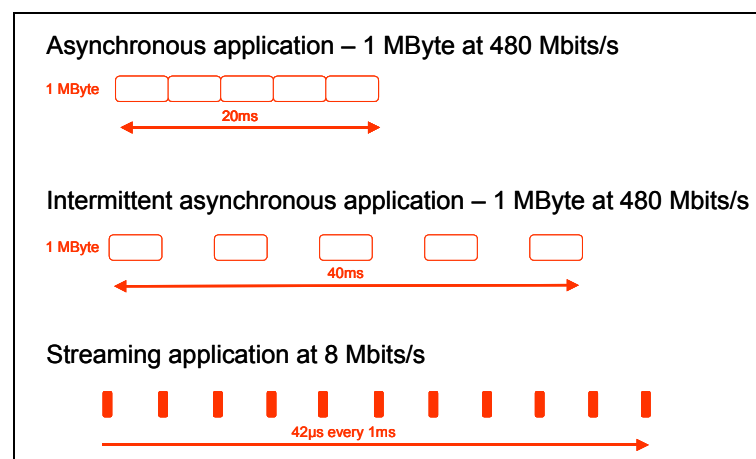 Asynchronous application – 1 MByte at 480 Mbits/s
1 MByte
20ms
Intermittent asynchronous application – 1 MByte at 480 Mbits/s
1 MByte
40ms
Streaming application at 8 Mbits/s
42µs every 1ms